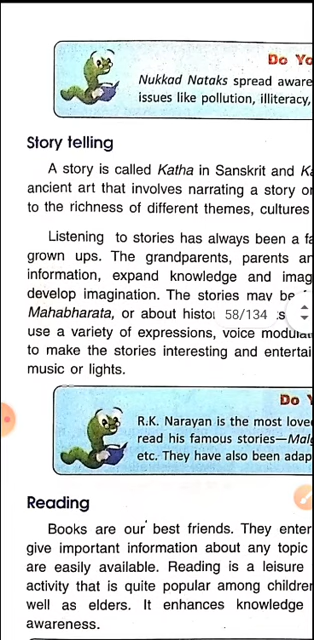 Do Yo
Nukkad Nataks spread aware
issues like pollution, illiteracy,
Story telling
A story is called Katha in Sanskrit and
ancient art that involves narrating a story
to the richness of different themes, cultures
Listening to stories has always been a
grown ups. The grandparents, parents
information, expand knowledge and imag
develop imagination. The stories may be
Mahabharata, or about 58/134
use a variety of expressions, voice
to make the stories interesting and entertai
music or lights.
Do
R.K. Narayan is the most love
read his famous stories—
etc. They have also been adap
Reading
Books are our best friends. They enter
give important information about any topic
are easily available. Reading is a leisure
activity that is quite popular among
well as elders. It enhances knowledge
awareness.